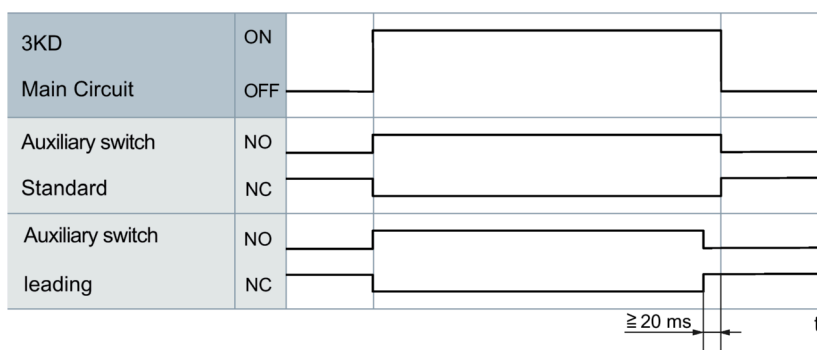 3KD ON
Main Circuit OFF
Auxiliary switch NO
Standard NC
Auxiliary switch NO
leading NC
≧ 20 ms t